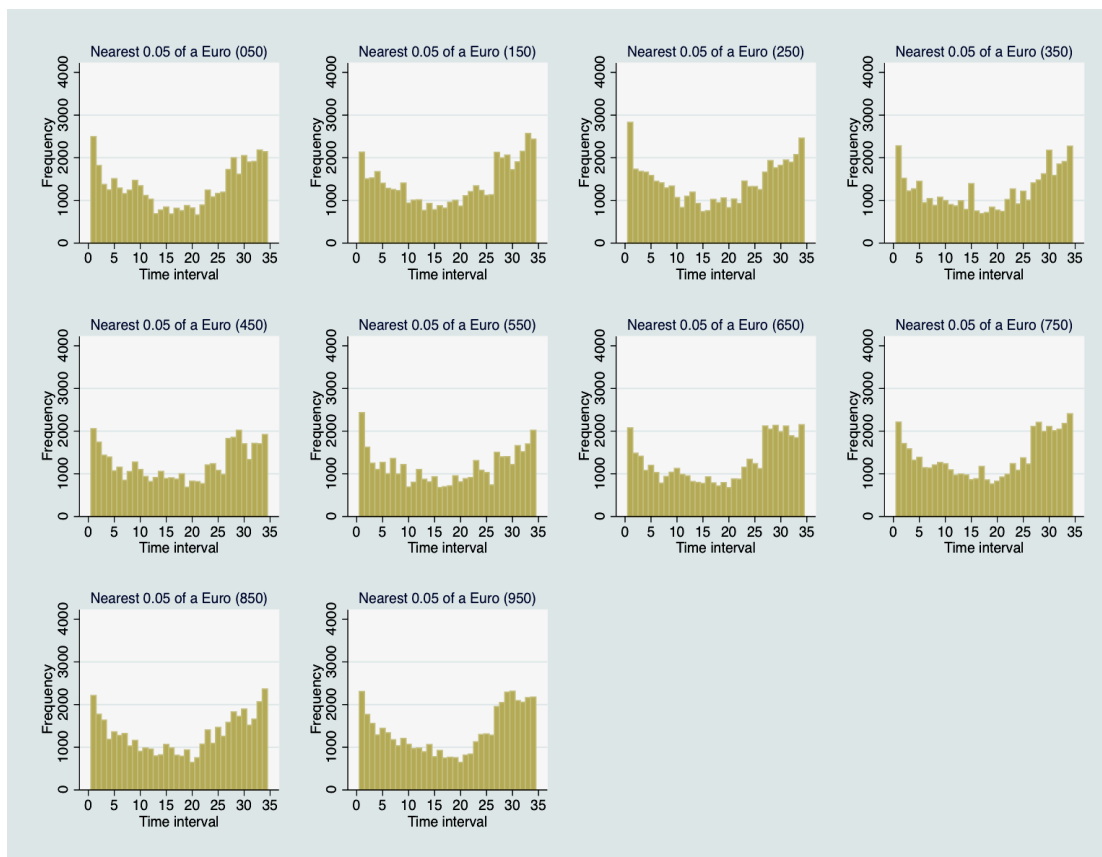 Nearest 0.05 of a Euro (050)
Frequency
0 1000 2000 3000 4000
0 5 10 15 20 25 30 35
Time interval
Nearest 0.05 of a Euro (150)
Frequency
0 1000 2000 3000 4000
0 5 10 15 20 25 30 35
Time interval
Nearest 0.05 of a Euro (250)
Frequency
0 1000 2000 3000 4000
0 5 10 15 20 25 30 35
Time interval
Nearest 0.05 of a Euro (350)
Frequency
0 1000 2000 3000 4000
0 5 10 15 20 25 30 35
Time interval
Nearest 0.05 of a Euro (450)
Frequency
0 1000 2000 3000 4000
0 5 10 15 20 25 30 35
Time interval
Nearest 0.05 of a Euro (550)
Frequency
0 1000 2000 3000 4000
0 5 10 15 20 25 30 35
Time interval
Nearest 0.05 of a Euro (650)
Frequency
0 1000 2000 3000 4000
0 5 10 15 20 25 30 35
Time interval
Nearest 0.05 of a Euro (750)
Frequency
0 1000 2000 3000 4000
0 5 10 15 20 25 30 35
Time interval
Nearest 0.05 of a Euro (850)
Frequency
0 1000 2000 3000 4000
0 5 10 15 20 25 30 35
Time interval
Nearest 0.05 of a Euro (950)
Frequency
0 1000 2000 3000 4000
0 5 10 15 20 25 30 35
Time interval